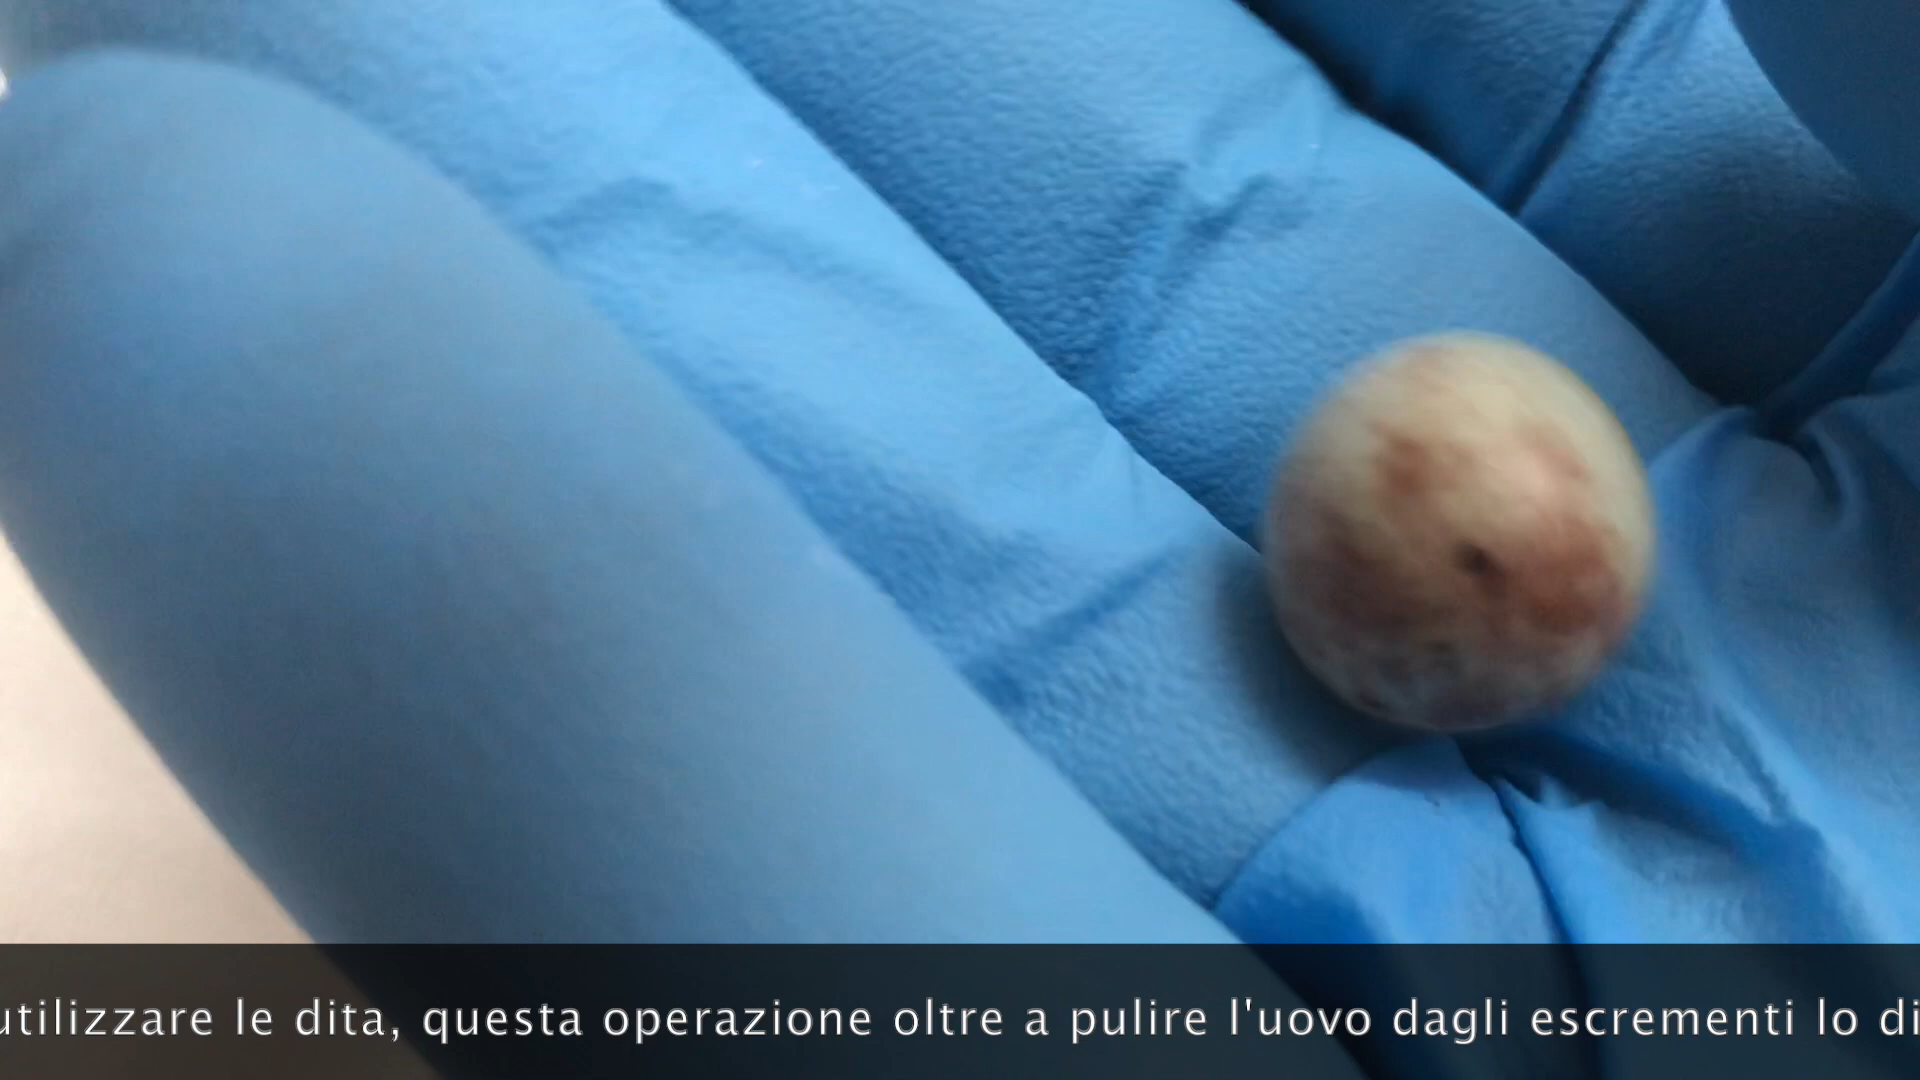 utilizzare le dita, questa operazione oltre a pulire l'uovo dagli escrementi lo di